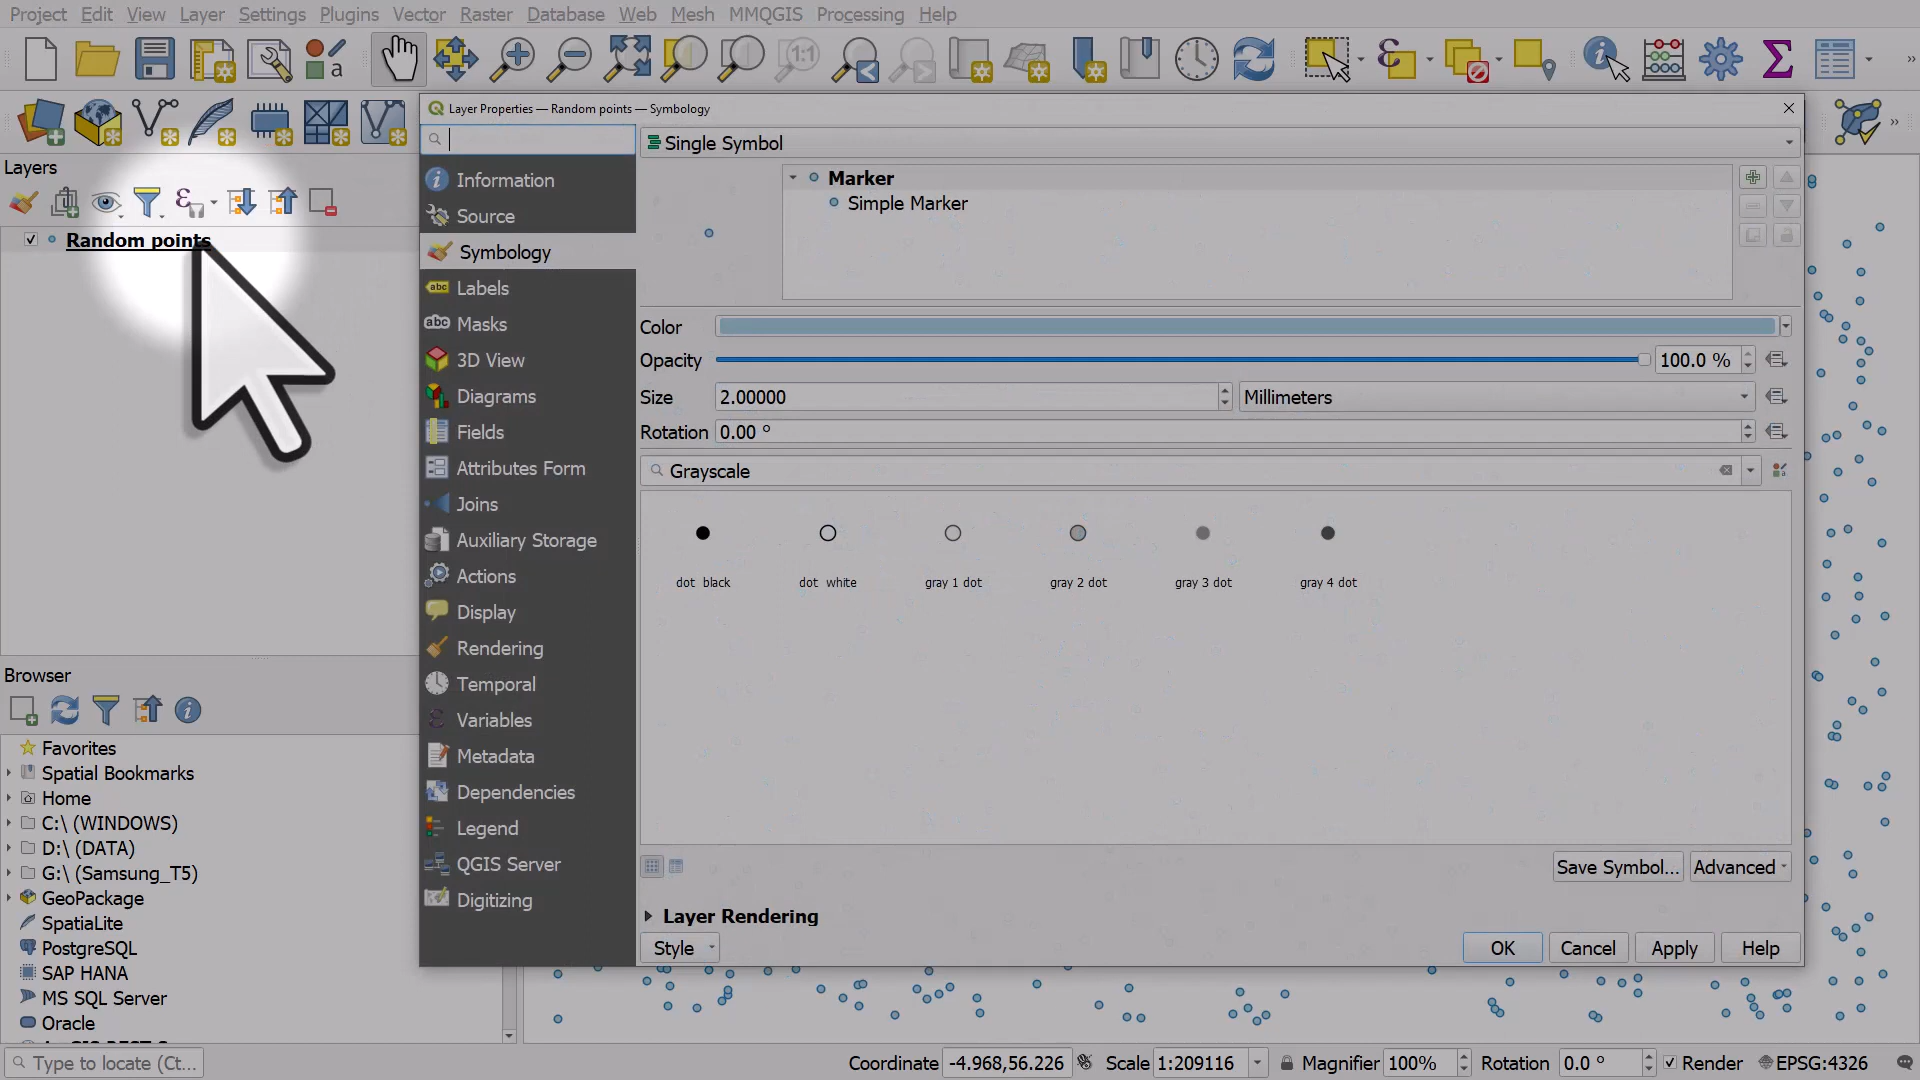 Project Edit View Layer Settings Plugins Vector Raster Database Web Mesh MMQGIS Processing Help
Layer Properties — Random points — Symbology
Layers
Random points
Information
Source
Symbology
Labels
Masks
3D View
Diagrams
Fields
Attributes Form
Joins
Auxiliary Storage
Actions
Display
Rendering
Temporal
Variables
Metadata
Dependencies
Legend
QGIS Server
Digitizing
Single Symbol
Marker
Simple Marker
Color
Opacity 100.0 %
Size 2.00000 Millimeters
Rotation 0.00 °
Grayscale
dot black dot white gray 1 dot gray 2 dot gray 3 dot gray 4 dot
Save Symbol... Advanced
Layer Rendering
Style OK Cancel Apply Help
Browser
Favorites
Spatial Bookmarks
Home
C:\ (WINDOWS)
D:\ (DATA)
G:\ (Samsung_T5)
GeoPackage
SpatiaLite
PostgreSQL
SAP HANA
MS SQL Server
Oracle
Type to locate (Ct... Coordinate -4.968,56.226 Scale 1:209116 Magnifier 100% Rotation 0.0 ° Render EPSG:4326